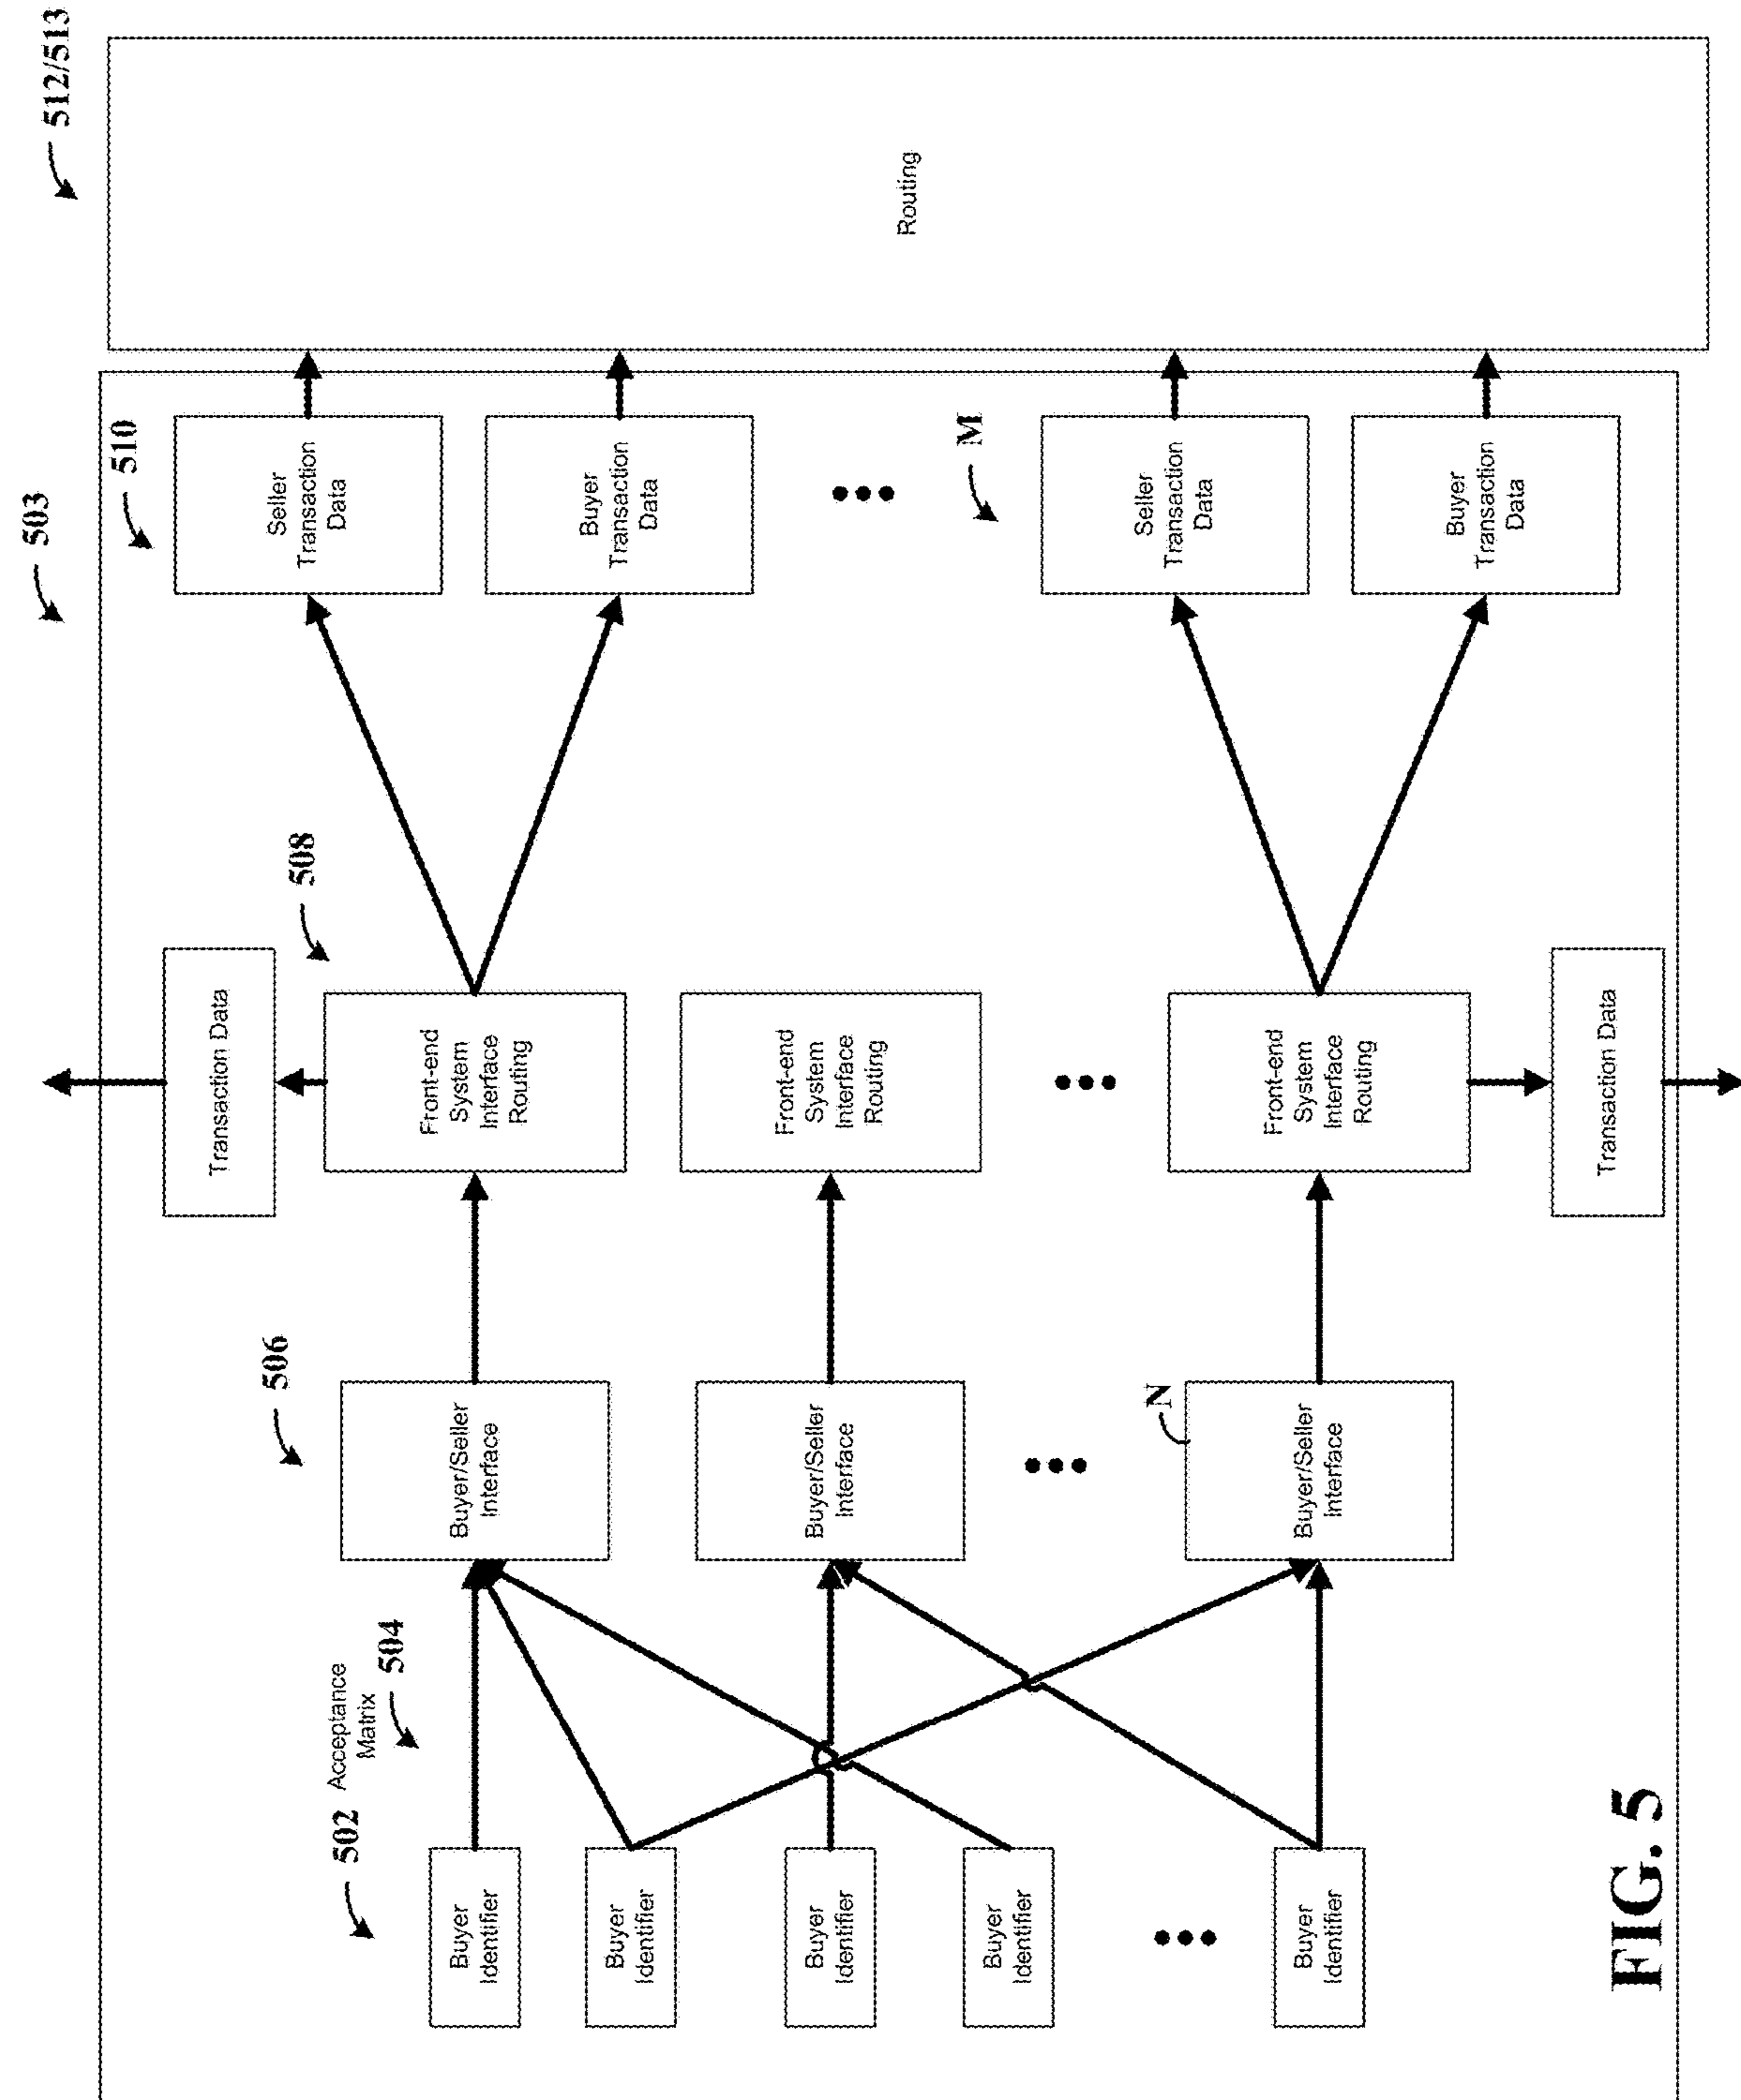 512/513
Routing
503
510
Seller
Transaction
Data
Buyer
Transaction
Data
M
Seller
Transaction
Data
Buyer
Transaction
Data
508
Transaction Data
Front-end
System
Interface
Routing
Front-end
System
Interface
Routing
Front-end
System
Interface
Routing
Transaction Data
506
Buyer/Seller
Interface
Buyer/Seller
Interface
N
Buyer/Seller
Interface
Acceptance
Matrix
504
502
Buyer
Identifier
Buyer
Identifier
Buyer
Identifier
Buyer
Identifier
Buyer
Identifier
FIG. 5